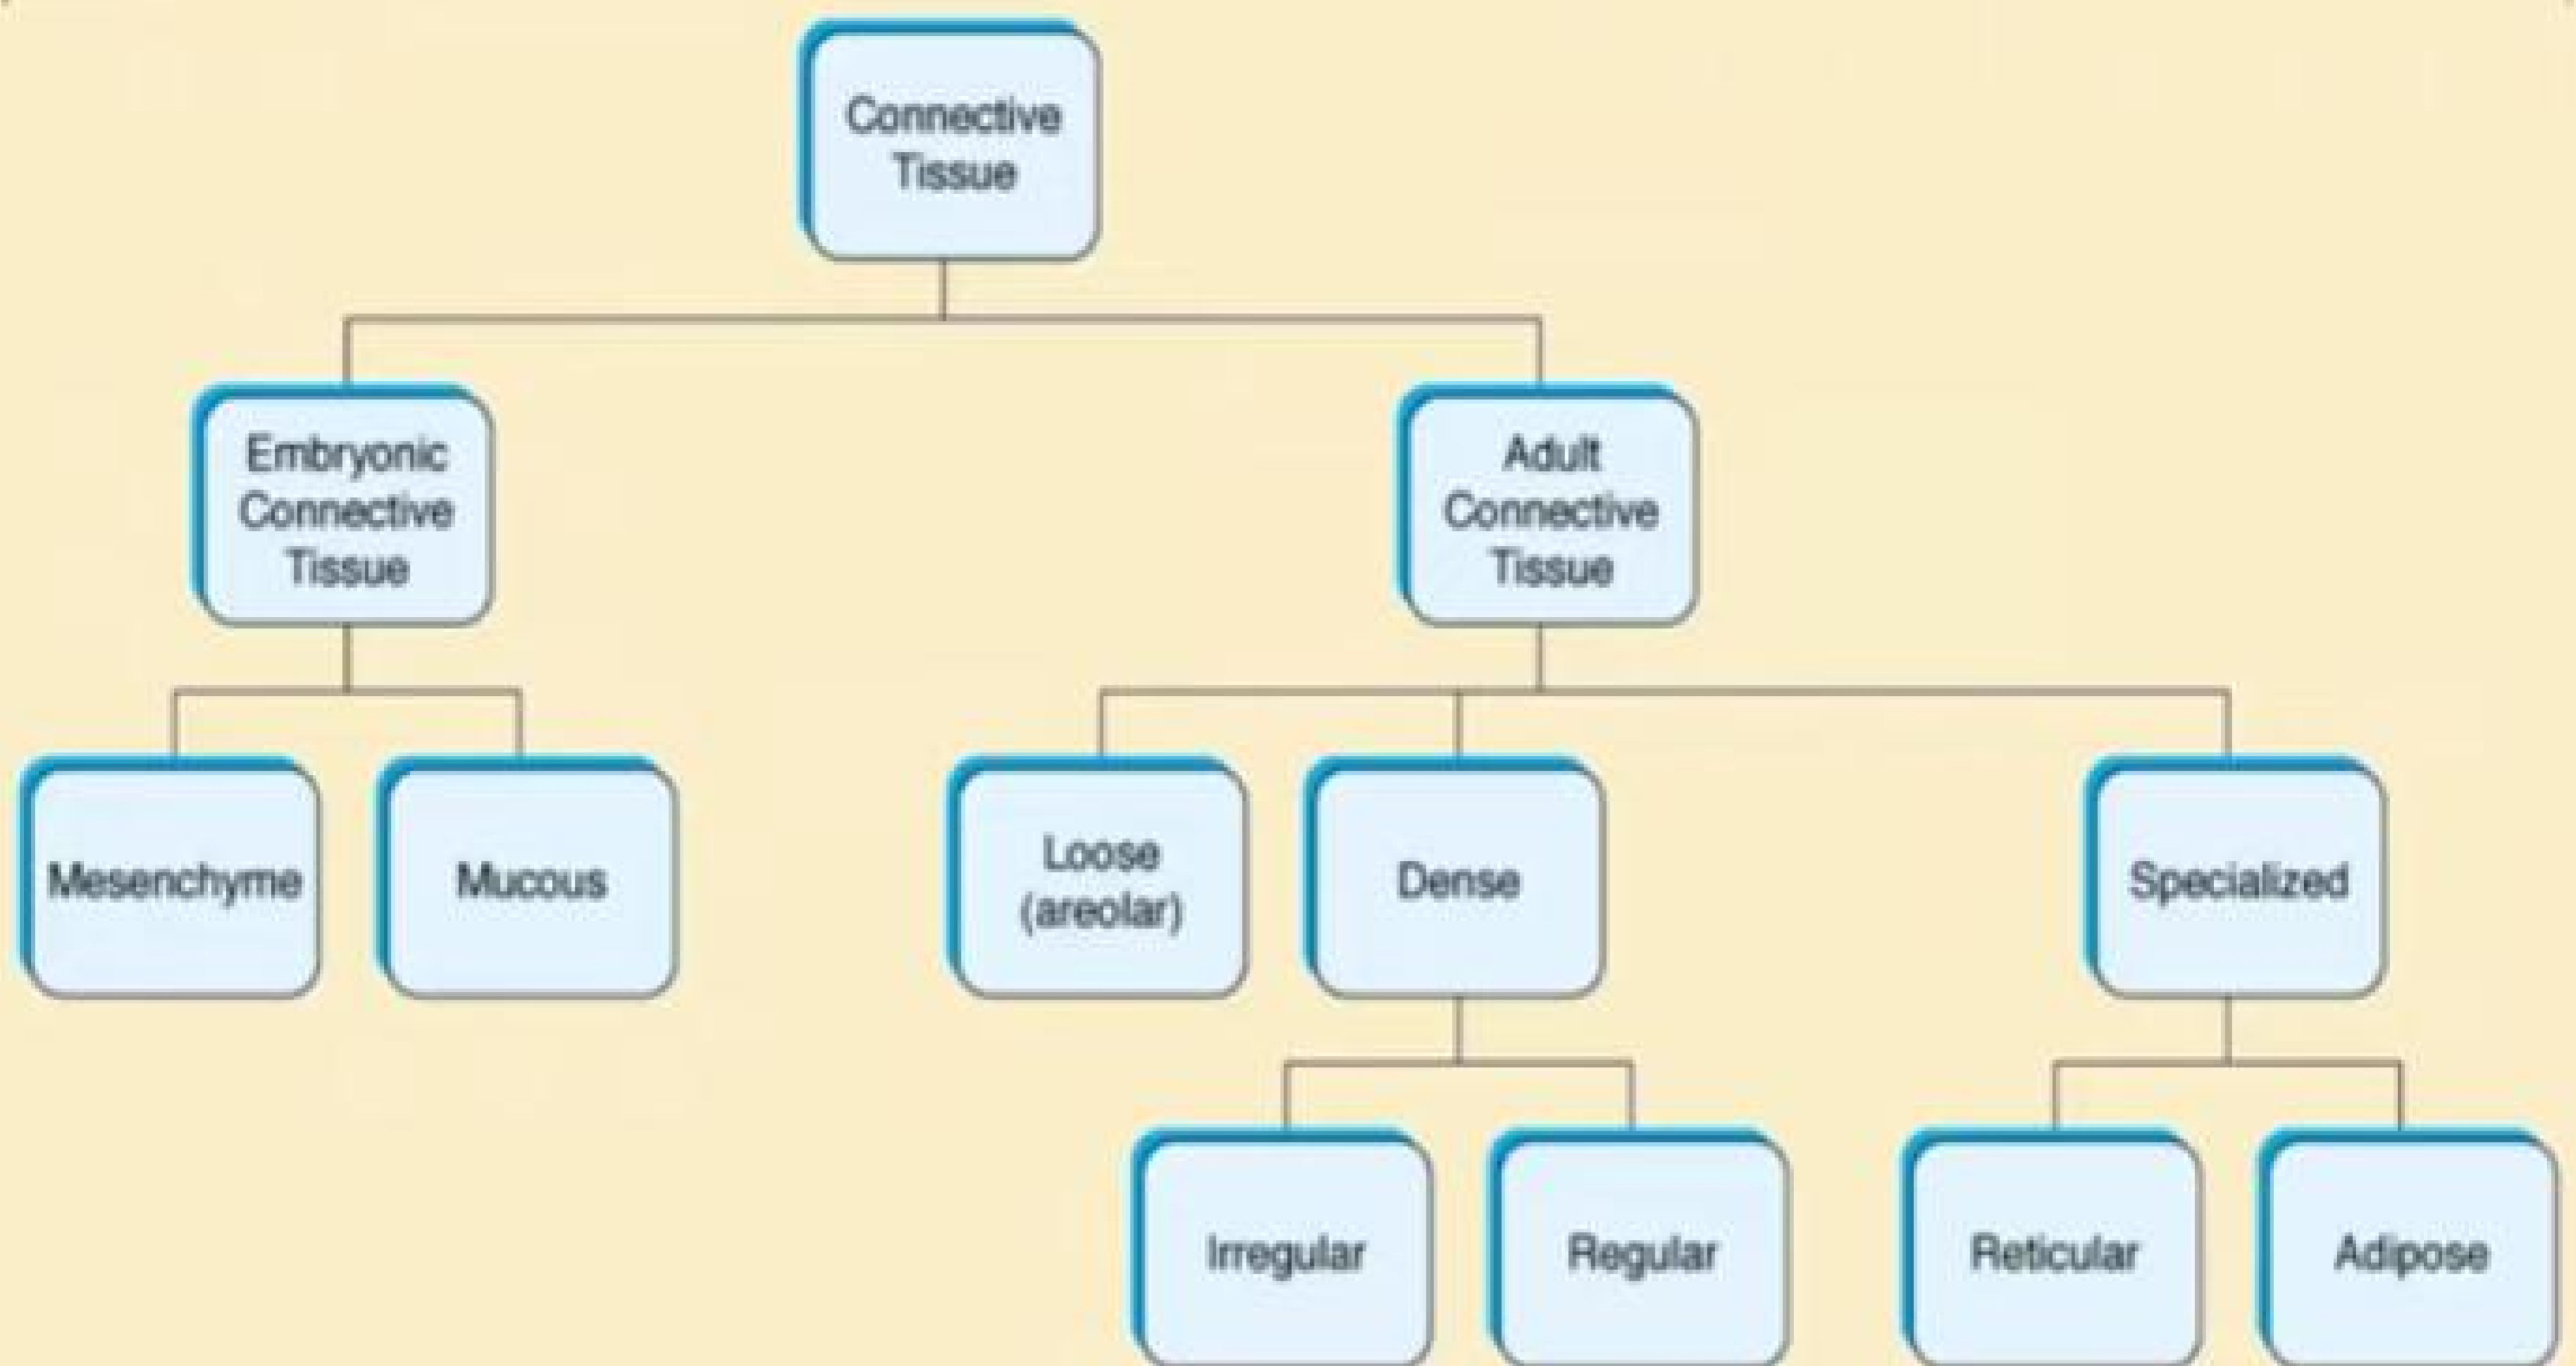 Connective
Tissue
Embryonic
Connective
Tissue
Adult
Connective
Tissue
Mesenchyme
Mucous
Loose
(areolar)
Dense
Specialized
Irregular
Regular
Reticular
Adipose